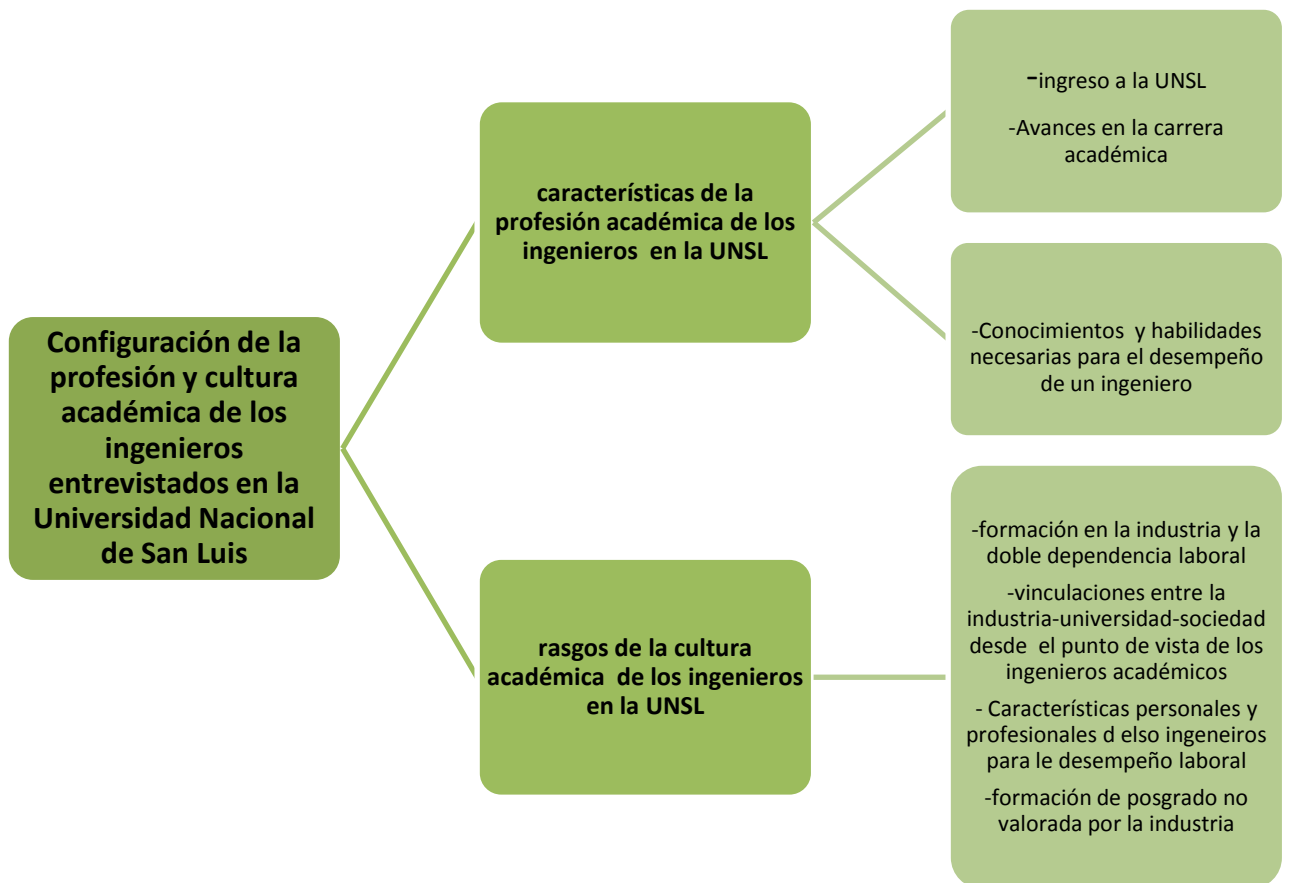 Configuración de la
profesión y cultura
académica de los
ingenieros
entrevistados en la
Universidad Nacional
de San Luis
característícas de la
profesión académica de los
ingenieros  en la UNSL
-ingreso a la UNSL
-Avances en la carrera
académica
-Conocimientos  y habilidades
necesarias para el desempeño
de un ingeniero
rasgos de la cultura
académica  de los ingenieros
en la UNSL
-formación en la industria y la
doble dependencia laboral
-vinculaciones entre la
industria-universidad-sociedad
desde  el punto de vista de los
ingenieros académicos
- Característícas personales y
profesionales d elso ingeneiros
para le desempeño laboral
-formación de posgrado no
valorada por la industria